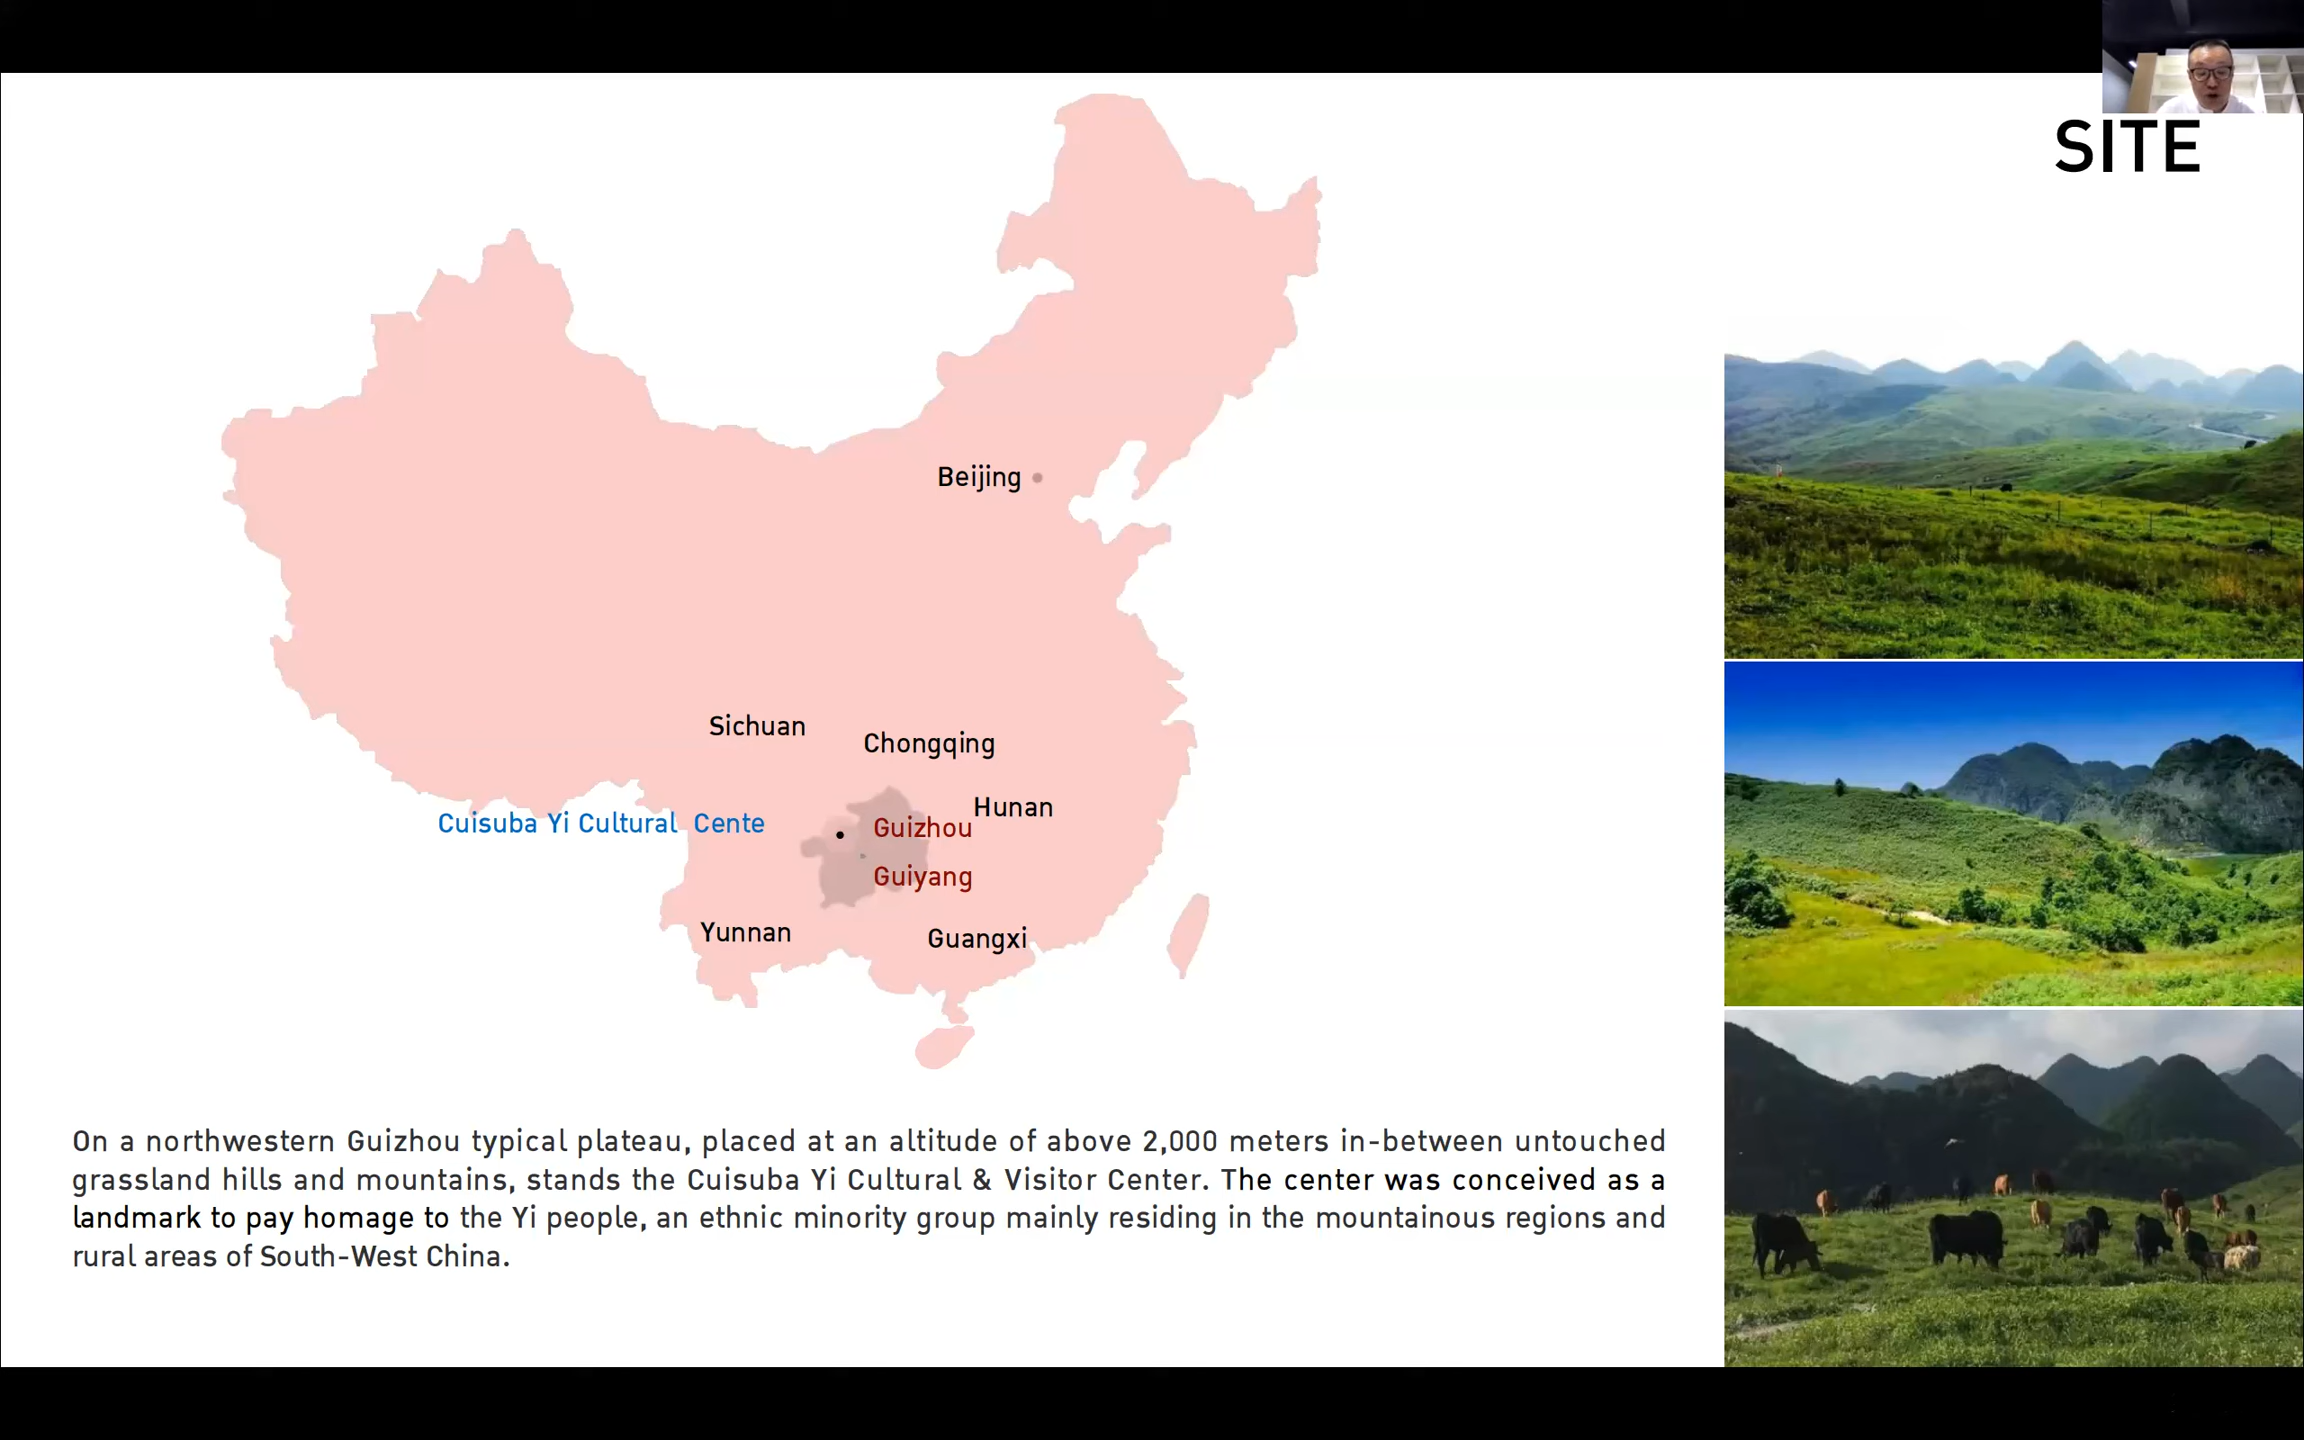 SITE
Beijing
Sichuan
Chongqing
Hunan
Cuisuba Yi Cultural Cente
Guizhou
Guiyang
Yunnan
Guangxi
On a northwestern Guizhou typical plateau, placed at an altitude of above 2,000 meters in-between untouched
grassland hills and mountains, stands the Cuisuba Yi Cultural & Visitor Center. The center was conceived as a
landmark to pay homage to the Yi people, an ethnic minority group mainly residing in the mountainous regions and
rural areas of South-West China.